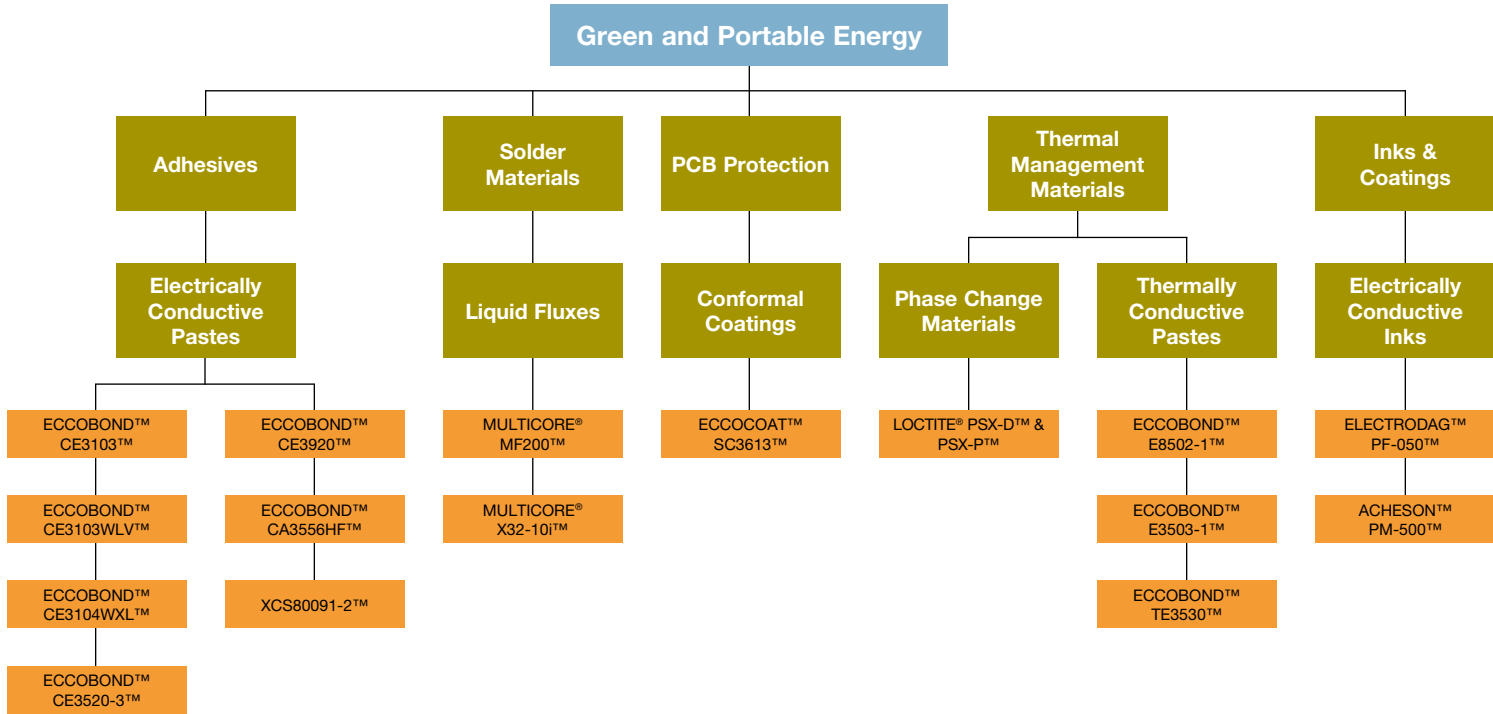 Green and Portable Energy
Adhesives
Solder
Materials
PCB Protection
Thermal
Management
Materials
Inks &
Coatings
Electrically
Conductive
Pastes
Liquid Fluxes
Conformal
Coatings
Phase Change
Materials
Thermally
Conductive
Pastes
Electrically
Conductive
Inks
ECCOBOND™
CE3103™
ECCOBOND™
CE3920™
MULTICORE®
MF200™
ECCOCOAT™
SC3613™
LOCTITE® PSX-D™ &
PSX-P™
ECCOBOND™
E8502-1™
ELECTRODAG™
PF-050™
ECCOBOND™
CE3103WLV™
ECCOBOND™
CA3556HF™
MULTICORE®
X32-10i™
ECCOBOND™
E3503-1™
ACHESON™
PM-500™
ECCOBOND™
CE3104WXL™
XCS80091-2™
ECCOBOND™
TE3530™
ECCOBOND™
CE3520-3™